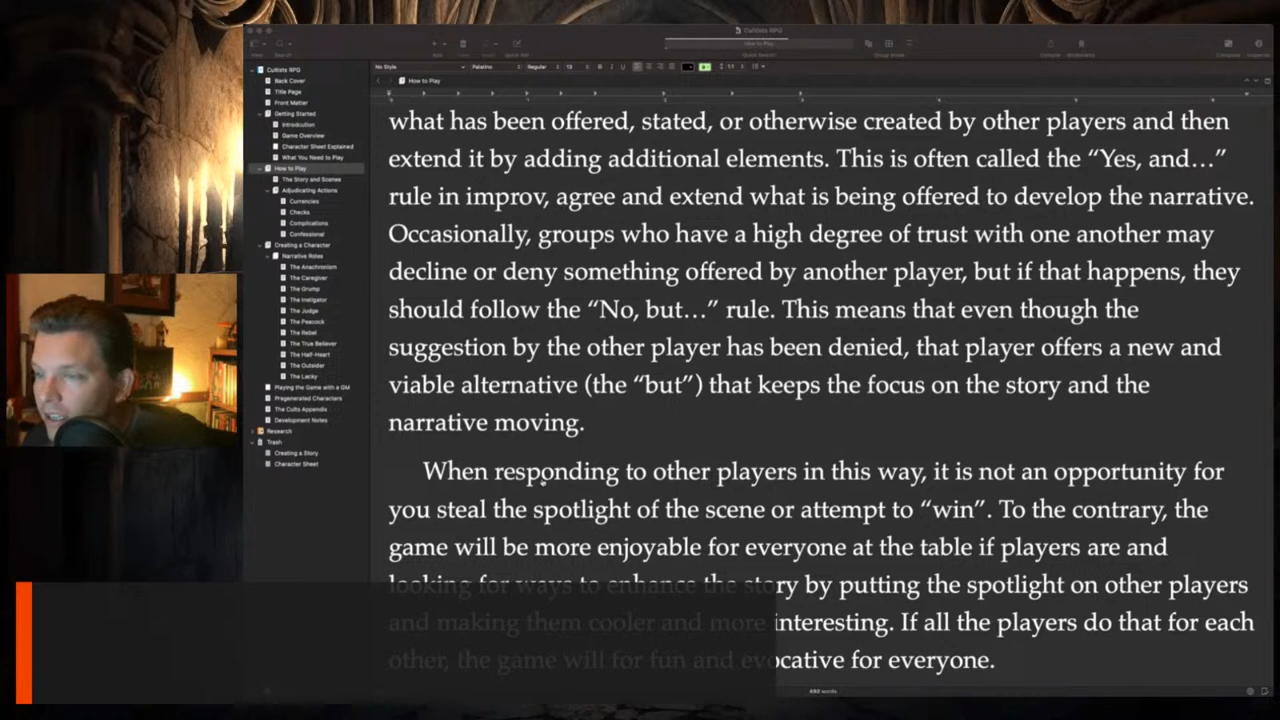 Cultists RPG
How to Play
No Style
Palatino
Regular
13
How to Play
Cultists RPG
Back Cover
Title Page
Front Matter
Getting Started
Introduction
Game Overview
Character Sheet Explained
What You Need to Play
How to Play
The Story and Scenes
Adjudicating Actions
Currencies
Checks
Complications
Confessional
Creating a Character
Narrative Roles
The Anachronism
The Caregiver
The Grump
The Instigator
The Judge
The Peacock
The Rebel
The True Believer
The Half-Heart
The Outsider
The Lacky
Playing the Game with a GM
Pregenerated Characters
The Cults Appendix
Development Notes
Research
Trash
Creating a Story
Character Sheet
what has been offered, stated, or otherwise created by other players and then
extend it by adding additional elements. This is often called the “Yes, and…”
rule in improv, agree and extend what is being offered to develop the narrative.
Occasionally, groups who have a high degree of trust with one another may
decline or deny something offered by another player, but if that happens, they
should follow the “No, but…” rule. This means that even though the
suggestion by the other player has been denied, that player offers a new and
viable alternative (the “but”) that keeps the focus on the story and the
narrative moving.
When responding to other players in this way, it is not an opportunity for
you steal the spotlight of the scene or attempt to “win”. To the contrary, the
game will be more enjoyable for everyone at the table if players are and
looking for ways to enhance the story by putting the spotlight on other players
and making them cooler and more interesting. If all the players do that for each
other, the game will for fun and evocative for everyone.
692 words